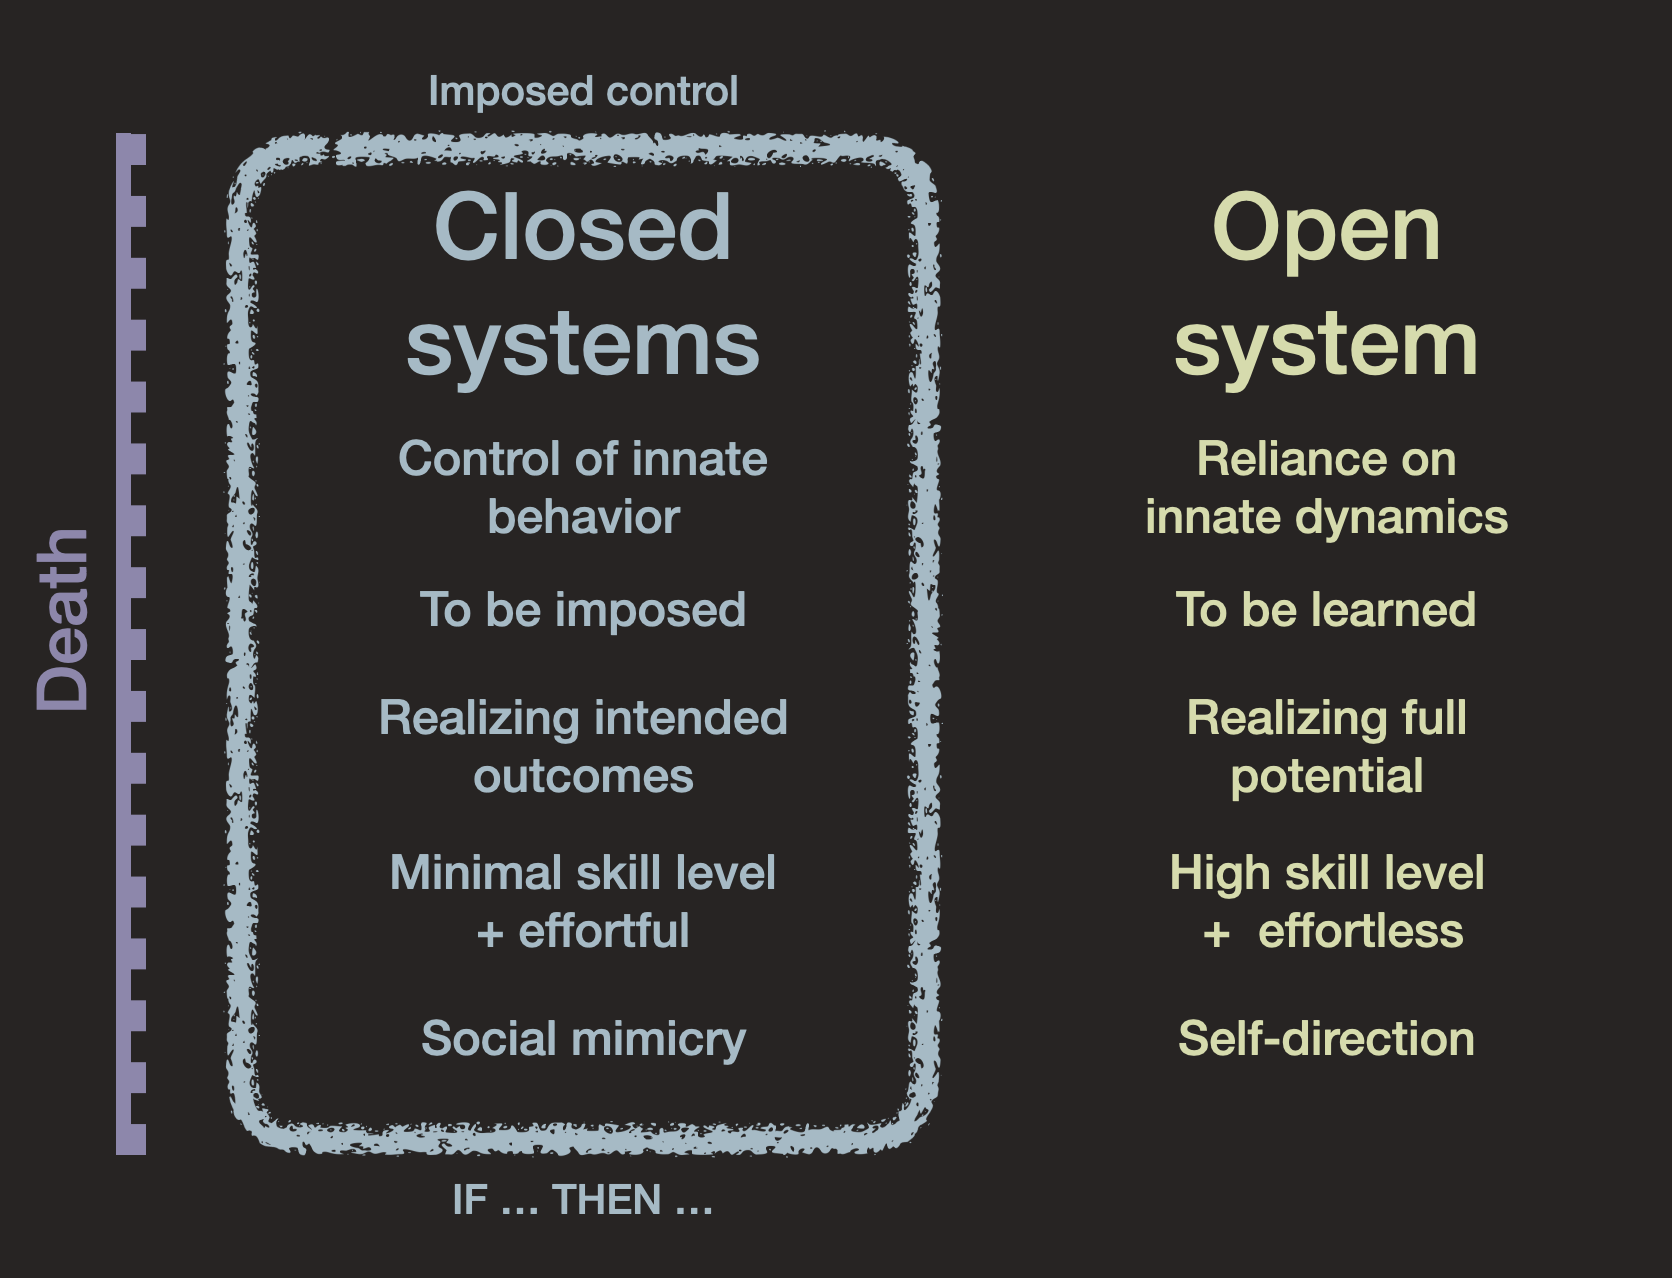 Imposed control
Death
Closed
systems
Control of innate
behavior
To be imposed
Realizing intended
outcomes
Minimal skill level
+ effortful
Social mimicry
IF ... THEN ...
Open
system
Reliance on
innate dynamics
To be learned
Realizing full
potential
High skill level
+  effortless
Self-direction